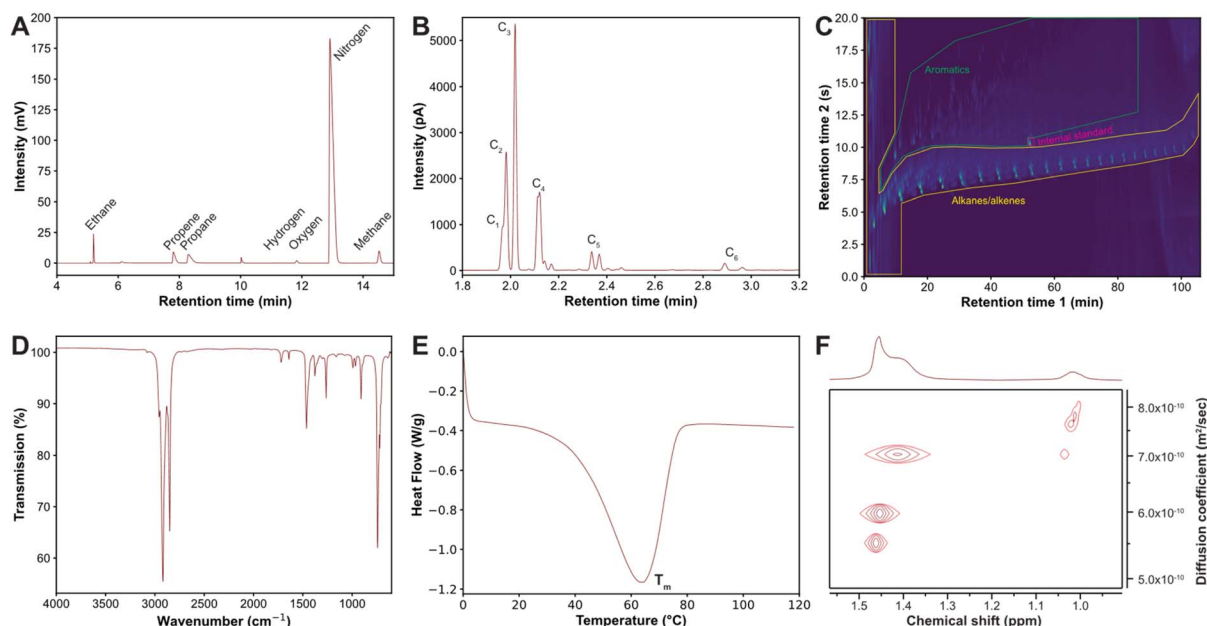 A
Intensity (mV)
200
175
150
125
100
75
50
25
0
Ethane
Propene
Propane
Hydrogen
Oxygen
Nitrogen
Methane
4
6
8
10
12
14
Retention time (min)
B
Intensity (pA)
5000
4000
3000
2000
1000
0
C₁
C₂
C₃
C₄
C₅
C₆
1.8
2.0
2.2
2.4
2.6
2.8
3.0
3.2
Retention time (min)
C
Retention time 2 (s)
20.0
17.5
15.0
12.5
10.0
7.5
5.0
2.5
0.0
Aromatics
Internal standard
Alkanes/alkenes
0
20
40
60
80
100
Retention time 1 (min)
D
Transmission (%)
100
90
80
70
60
4000
3000
2000
1000
Wavenumber (cm⁻¹)
E
Heat Flow (W/g)
0.0
−0.2
−0.4
−0.6
−0.8
−1.0
−1.2
Tₘ
0
20
40
60
80
100
120
Temperature (°C)
F
8.0x10⁻¹⁰
7.0x10⁻¹⁰
6.0x10⁻¹⁰
5.0x10⁻¹⁰
Diffusion coefficient (m²/sec)
1.5
1.4
1.3
1.2
1.1
1.0
Chemical shift (ppm)